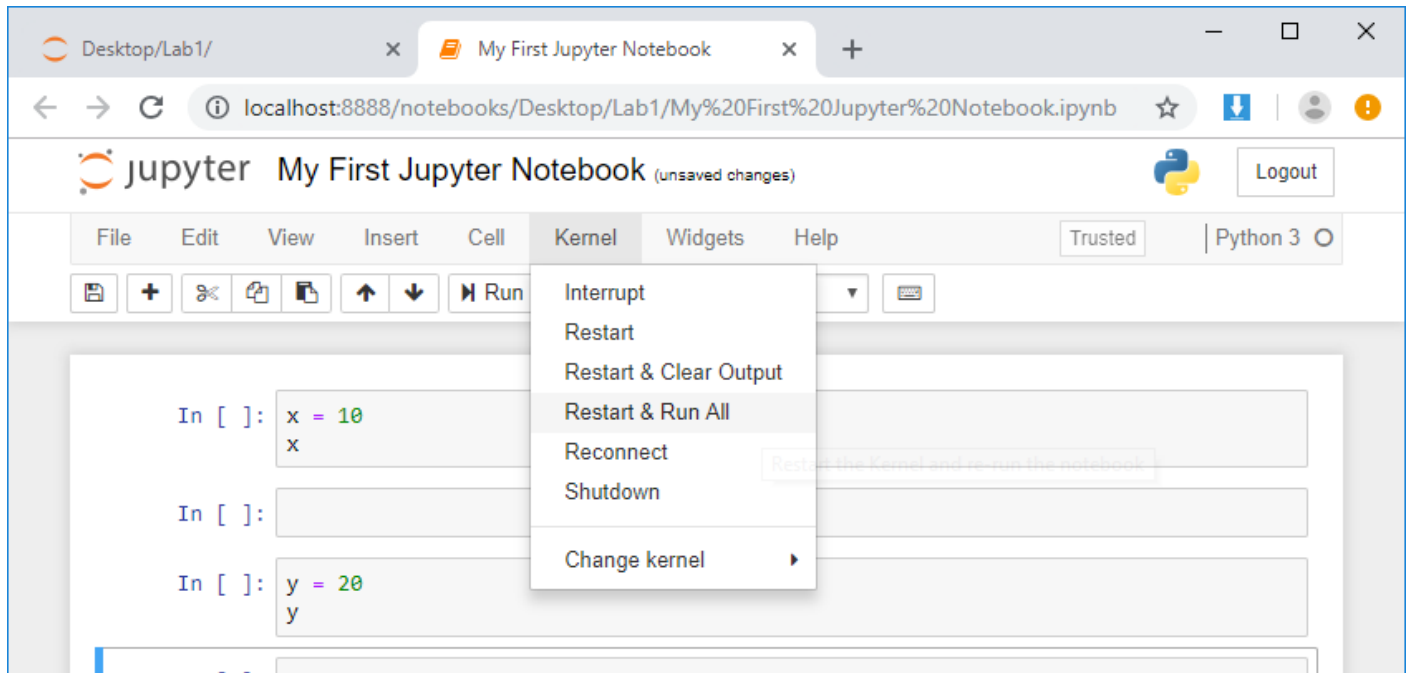 Desktop/Lab1/
My First Jupyter Notebook
localhost:8888/notebooks/Desktop/Lab1/My%20First%20Jupyter%20Notebook.ipynb
jupyter My First Jupyter Notebook (unsaved changes)
Logout
File Edit View Insert Cell Kernel Widgets Help Trusted Python 3
Run
Interrupt
Restart
Restart & Clear Output
Restart & Run All
Reconnect
Restart the Kernel and re-run the notebook
Shutdown
Change kernel
In [ ]: x = 10
x
In [ ]:
In [ ]: y = 20
y